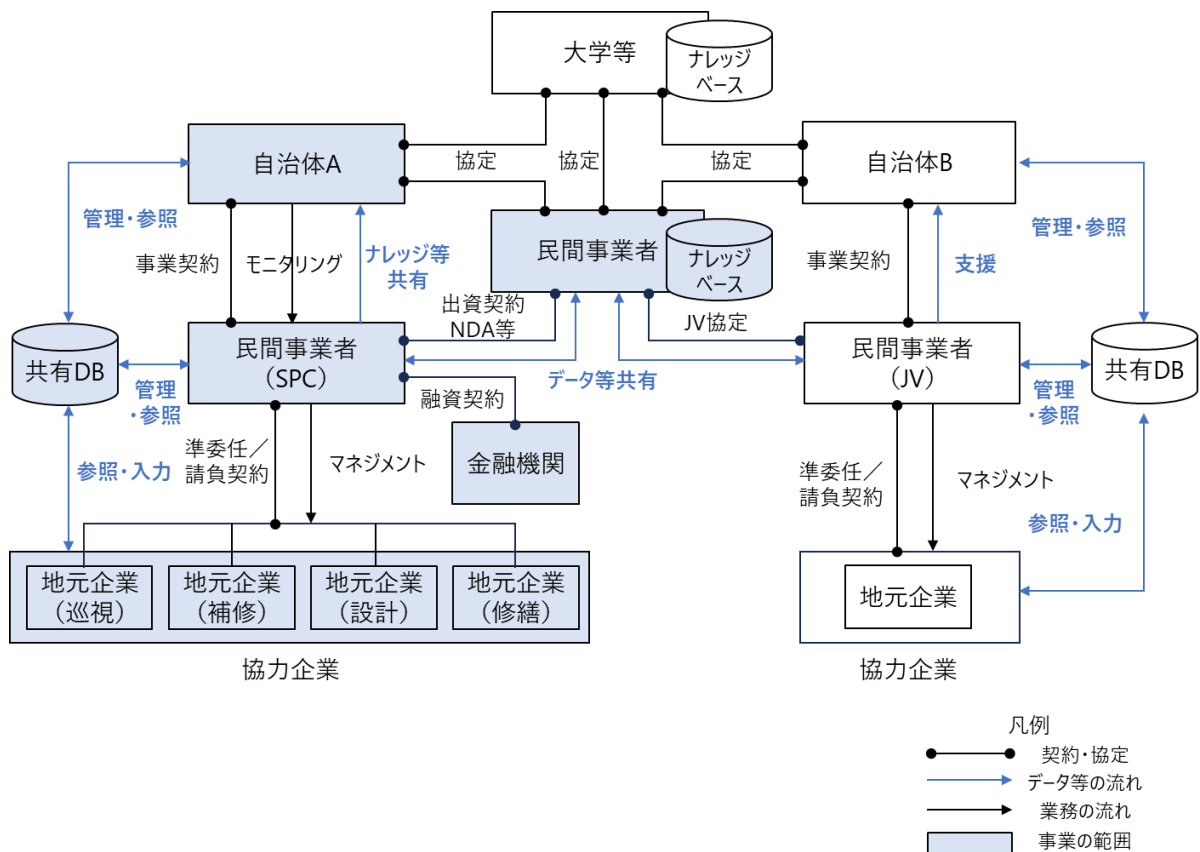 大学等
ナレッジ
ベース
自治体A
協定
協定
協定
自治体B
管理・参照
事業契約
モニタリング
ナレッジ等
共有
民間事業者
ナレッジ
ベース
事業契約
支援
管理・参照
出資契約
NDA等
JV協定
共有DB
民間事業者
（SPC）
データ等共有
民間事業者
（JV）
共有DB
管理
・参照
融資契約
管理
・参照
参照・入力
準委任／
請負契約
マネジメント
金融機関
準委任／
請負契約
マネジメント
参照・入力
地元企業
（巡視）
地元企業
（補修）
地元企業
（設計）
地元企業
（修繕）
地元企業
協力企業
協力企業
凡例
契約・協定
データ等の流れ
業務の流れ
事業の範囲